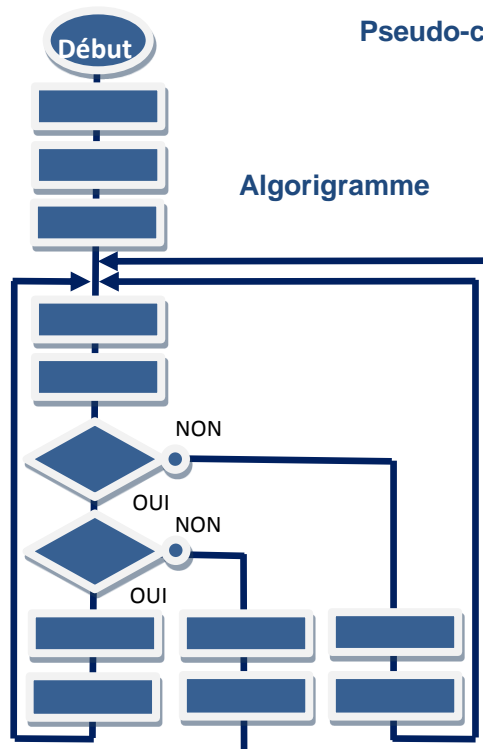 Début
Pseudo-c
Algorigramme
NON
OUI
NON
OUI